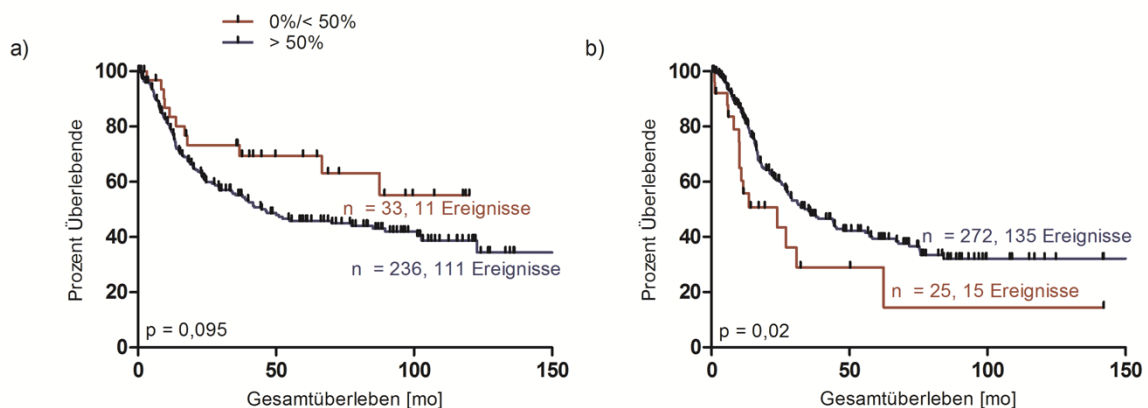 0%/< 50%
> 50%
a)
100
80
60
40
20
0
Prozent Überlebende
n = 33, 11 Ereignisse
n = 236, 111 Ereignisse
p = 0,095
0
50
100
150
Gesamtüberleben [mo]
b)
100
80
60
40
20
0
Prozent Überlebende
n = 272, 135 Ereignisse
n = 25, 15 Ereignisse
p = 0,02
0
50
100
150
Gesamtüberleben [mo]